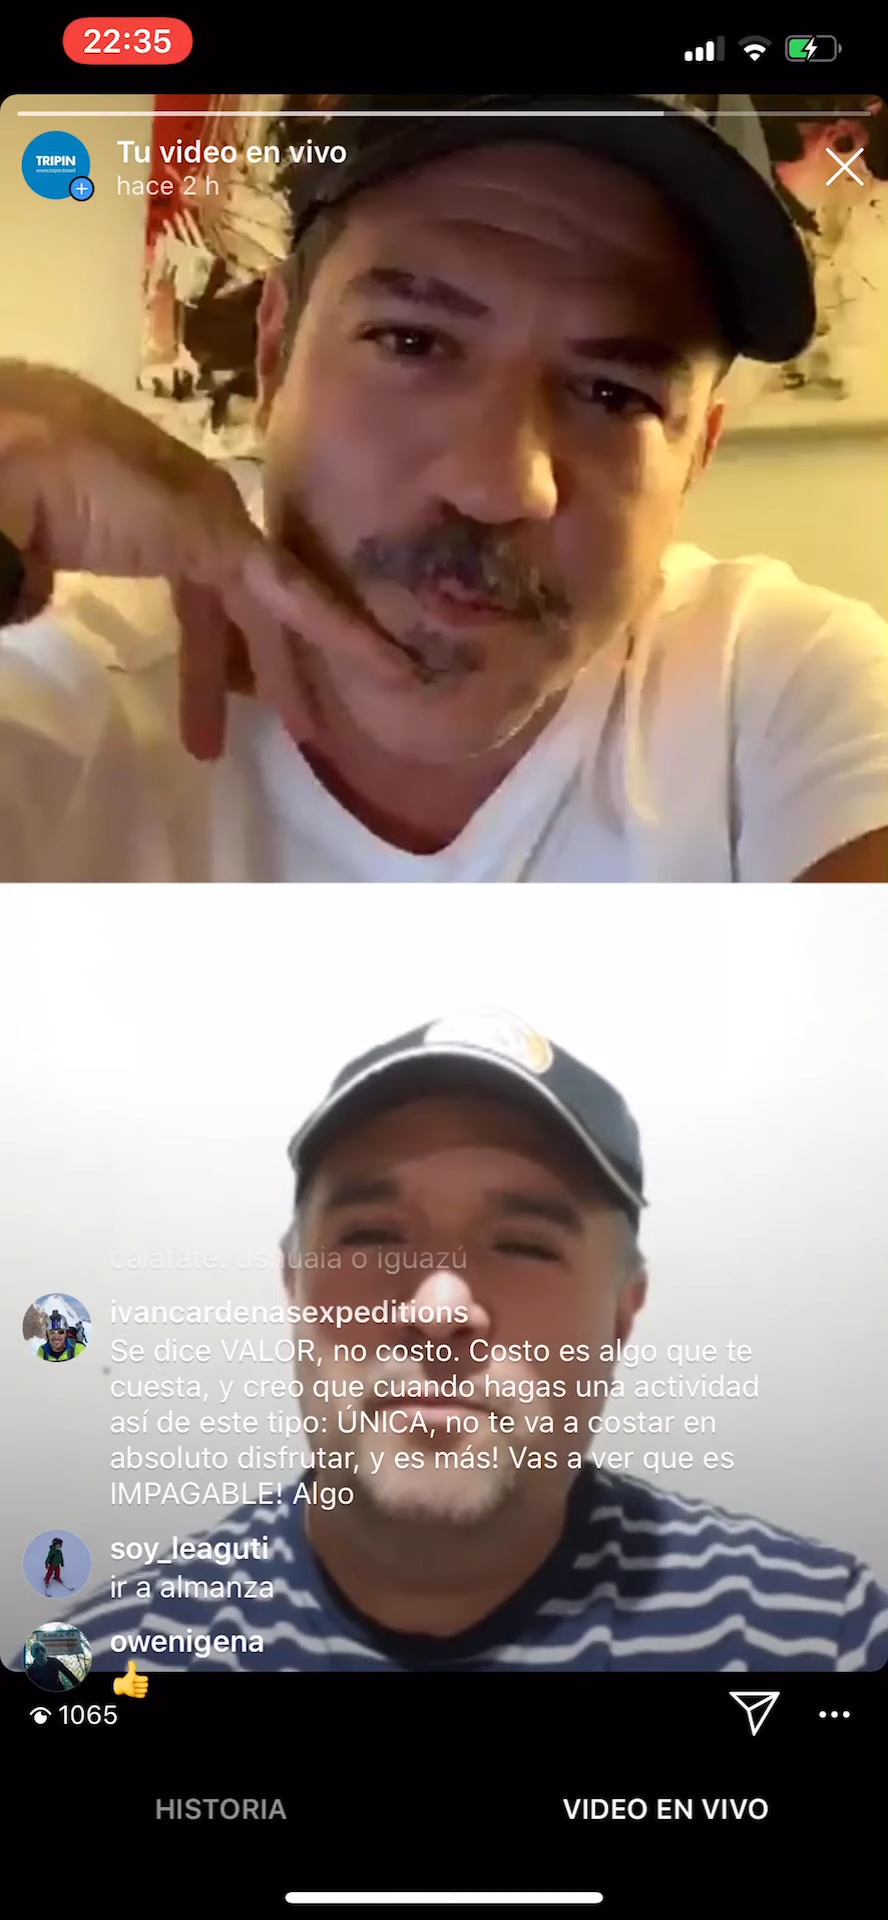 22:35
TRIPIN
www.tripin.travel
Tu video en vivo
hace 2 h
calafate, ushuaia o iguazú
ivancardenasexpeditions
Se dice VALOR, no costo. Costo es algo que te
cuesta, y creo que cuando hagas una actividad
así de este tipo: ÚNICA, no te va a costar en
absoluto disfrutar, y es más! Vas a ver que es
IMPAGABLE! Algo
soy_leaguti
ir a almanza
owenigena
👍
1065
HISTORIA
VIDEO EN VIVO